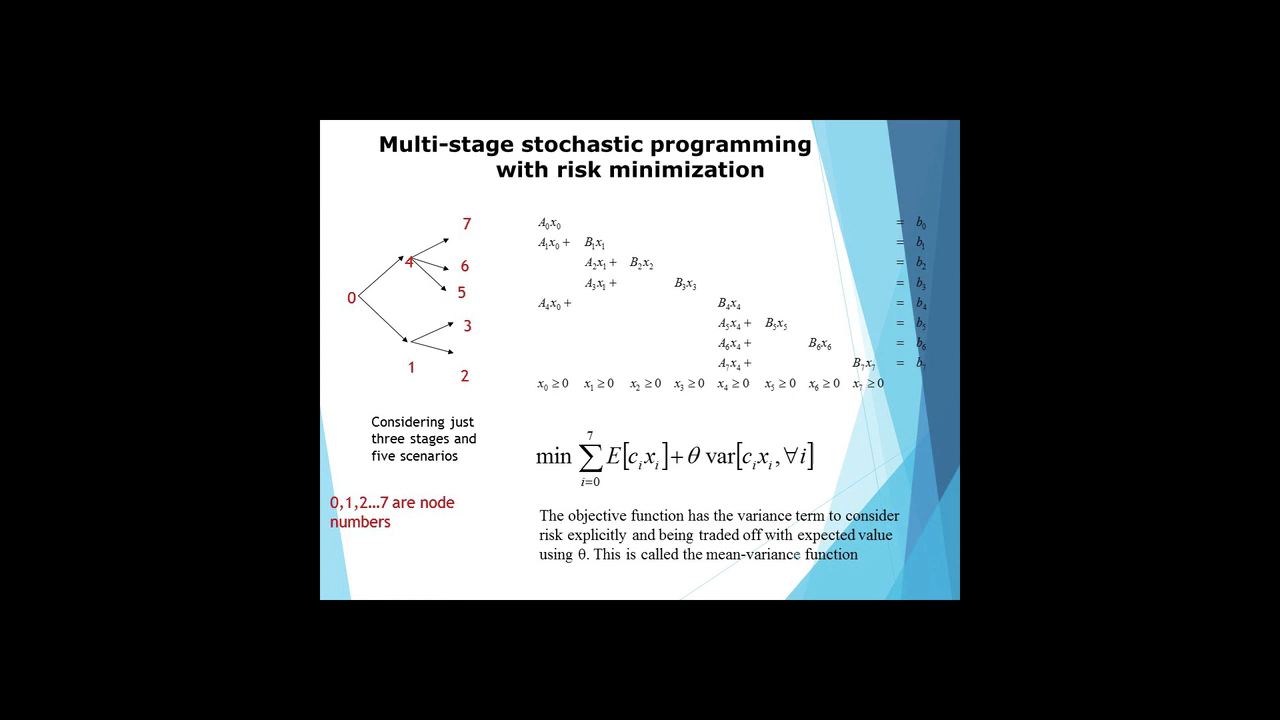 Multi-stage stochastic programming
with risk minimization
7
4
6
5
0
3
1
2
A₀x₀ = b₀
A₁x₀ + B₁x₁ = b₁
A₂x₁ + B₂x₂ = b₂
A₃x₁ + B₃x₃ = b₃
A₄x₀ + B₄x₄ = b₄
A₅x₄ + B₅x₅ = b₅
A₆x₄ + B₆x₆ = b₆
A₇x₄ + B₇x₇ = b₇
x₀ ≥ 0 x₁ ≥ 0 x₂ ≥ 0 x₃ ≥ 0 x₄ ≥ 0 x₅ ≥ 0 x₆ ≥ 0 x₇ ≥ 0
Considering just
three stages and
five scenarios
min ∑ᵢ₌₀⁷ E[cᵢxᵢ] + θ var[cᵢxᵢ, ∀i]
0,1,2...7 are node
numbers
The objective function has the variance term to consider
risk explicitly and being traded off with expected value
using θ. This is called the mean-variance function